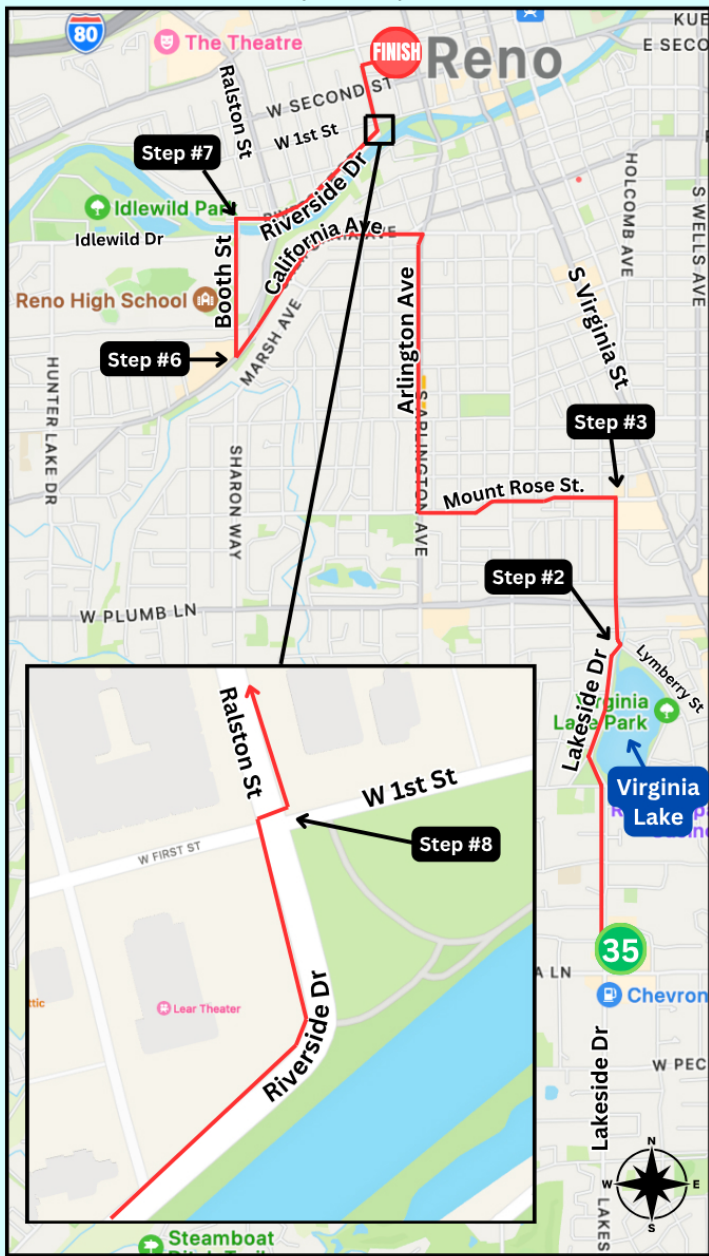 80
The Theatre
FINISH
Reno
KUE
E SECO
Ralston St
W SECOND ST
W 1st St
Step #7
Idlewild Park
Riverside Dr
Idlewild Dr
California Ave
AVE
HOLCOMB AVE
S WELLS AVE
Booth St
Reno High School
S Virginia St
MARSH AVE
Step #6
Arlington Ave
HUNTER LAKE DR
S ARLINGTON AVE
Step #3
SHARON WAY
Mount Rose St.
Step #2
W PLUMB LN
Lymberry St
Lakeside Dr
Virginia
Lake Park
Virginia
Lake
Ralston St
W 1st St
W FIRST ST
Step #8
35
A LN
Chevron
Lear Theater
Riverside Dr
Lakeside Dr
W PEC
N
W
E
S
LAKES
Steamboat